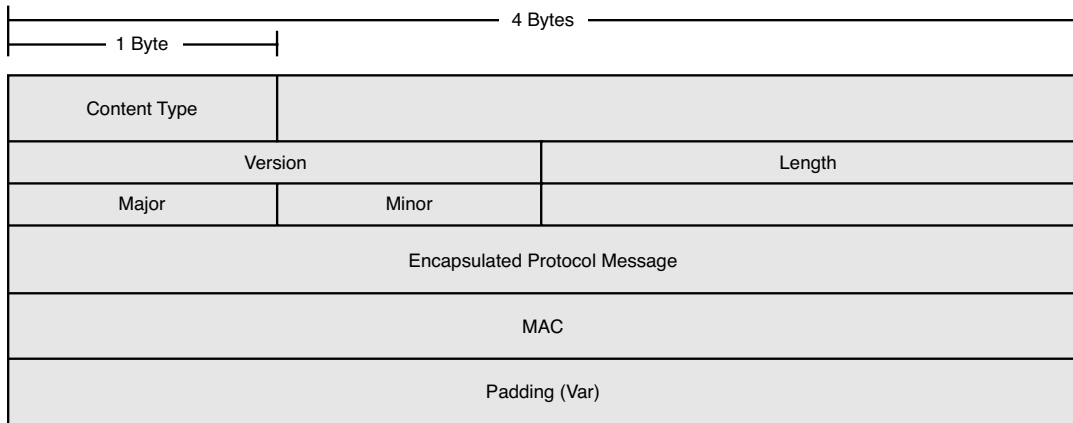 4 Bytes
1 Byte
Content Type
Version Length
Major Minor
Encapsulated Protocol Message
MAC
Padding (Var)